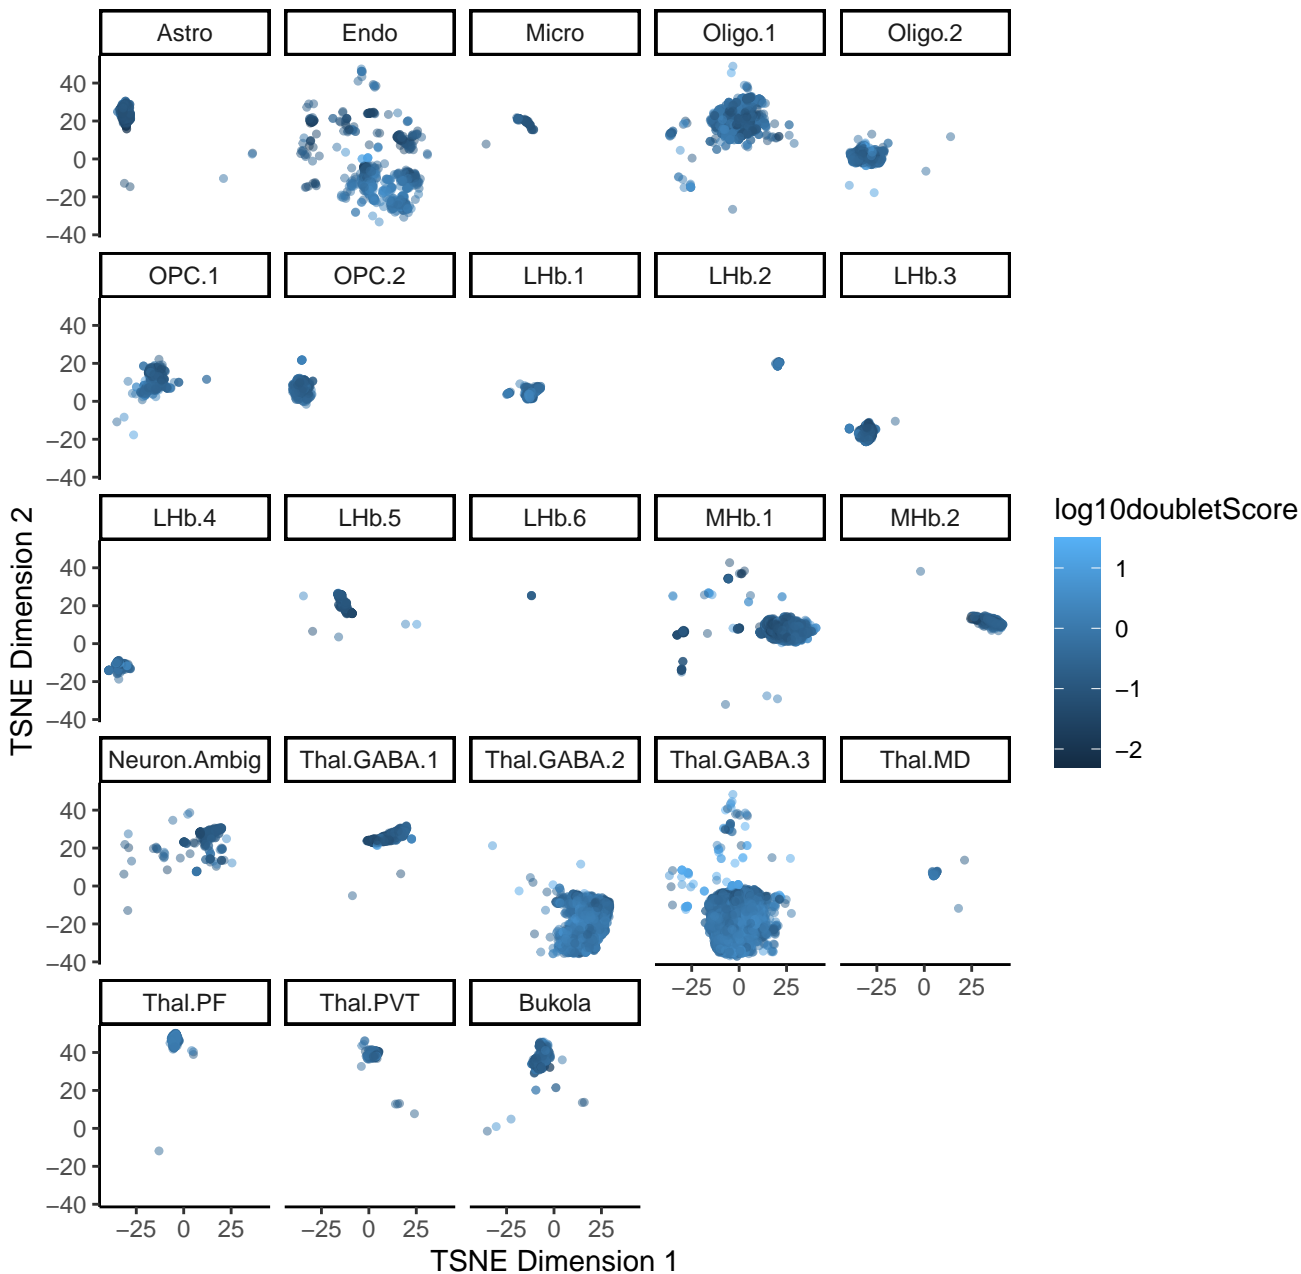 Astro Endo Micro Oligo.1 Oligo.2
40
20
0
−20
−40
OPC.1 OPC.2 LHb.1 LHb.2 LHb.3
40
20
0
−20
−40
LHb.4 LHb.5 LHb.6 MHb.1 MHb.2
40
20
0
−20
−40
Neuron.Ambig Thal.GABA.1 Thal.GABA.2 Thal.GABA.3 Thal.MD
40
20
0
−20
−40
−25 0 25 −25 0 25
Thal.PF Thal.PVT Bukola
40
20
0
−20
−40
−25 0 25 −25 0 25 −25 0 25
TSNE Dimension 1
TSNE Dimension 2
log10doubletScore
1
0
−1
−2